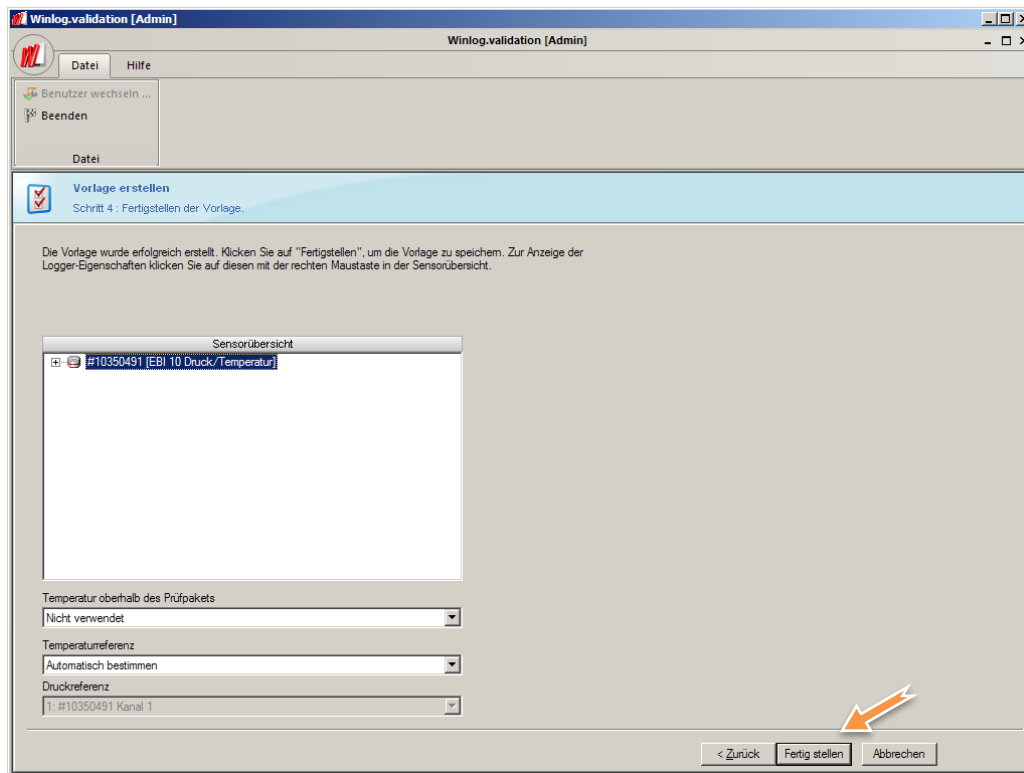 Winlog.validation [Admin]
Winlog.validation [Admin]
Datei Hilfe
Benutzer wechseln ...
Beenden
Datei
Vorlage erstellen
Schritt 4 : Fertigstellen der Vorlage.
Die Vorlage wurde erfolgreich erstellt. Klicken Sie auf "Fertigstellen", um die Vorlage zu speichern. Zur Anzeige der
Logger-Eigenschaften klicken Sie auf diesen mit der rechten Maustaste in der Sensorübersicht.
Sensorübersicht
#10350491 [EBI 10 Druck/Temperatur]
Temperatur oberhalb des Prüfpakets
Nicht verwendet
Temperaturreferenz
Automatisch bestimmen
Druckreferenz
1: #10350491 Kanal 1
< Zurück Fertig stellen Abbrechen